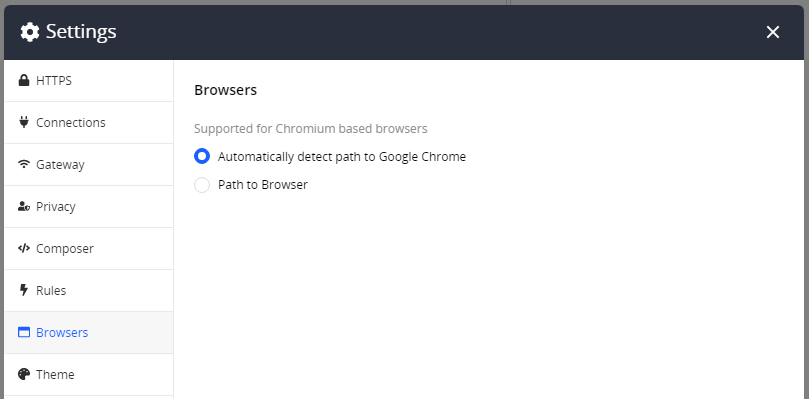 Settings
HTTPS
Connections
Gateway
Privacy
Composer
Rules
Browsers
Theme
Browsers
Supported for Chromium based browsers
Automatically detect path to Google Chrome
Path to Browser